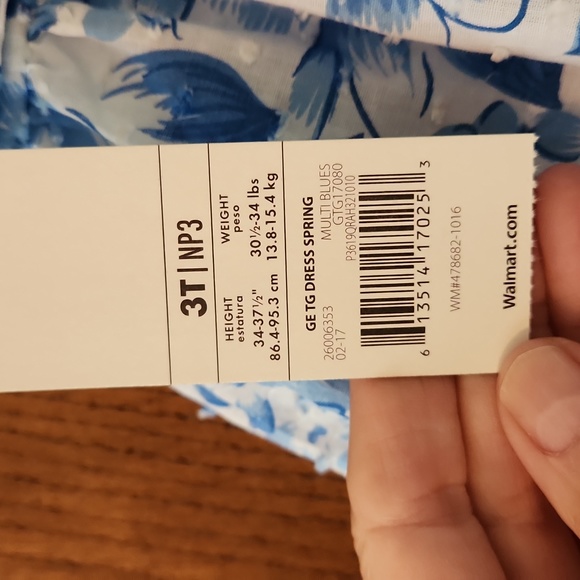 3T | NP3
HEIGHT
estatura
34-37½"
86.4-95.3 cm
WEIGHT
peso
30½-34 lbs
13.8-15.4 kg
GE TG DRESS SPRING
26006353
02-17
MULTI BLUES
GTG17080
P3619QRAH321010
6 13514 17025 3
WM#478682-1016
Walmart.com